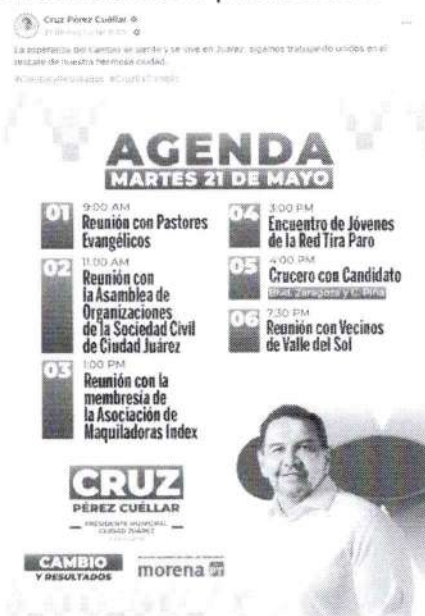 Cruz Pérez Cuéllar
La esperanza del cambio se siente y se vive en Juárez, sigamos trabajando unidos en el
rescate de nuestra hermosa ciudad.
AGENDA
MARTES 21 DE MAYO
01
9:00 AM
Reunión con Pastores
Evangélicos
02
11:00 AM
Reunión con
la Asamblea de
Organizaciones
de la Sociedad Civil
de Ciudad Juárez
03
1:00 PM
Reunión con la
membresía de
la Asociación de
Maquiladoras Index
04
3:00 PM
Encuentro de Jóvenes
de la Red Tira Paro
05
4:00 PM
Crucero con Candidato
Blvd. Zaragoza y C. Piña
06
7:30 PM
Reunión con Vecinos
de Valle del Sol
CRUZ
PÉREZ CUÉLLAR
PRESIDENTE MUNICIPAL
CIUDAD JUÁREZ
CAMBIO
Y RESULTADOS
morena PT